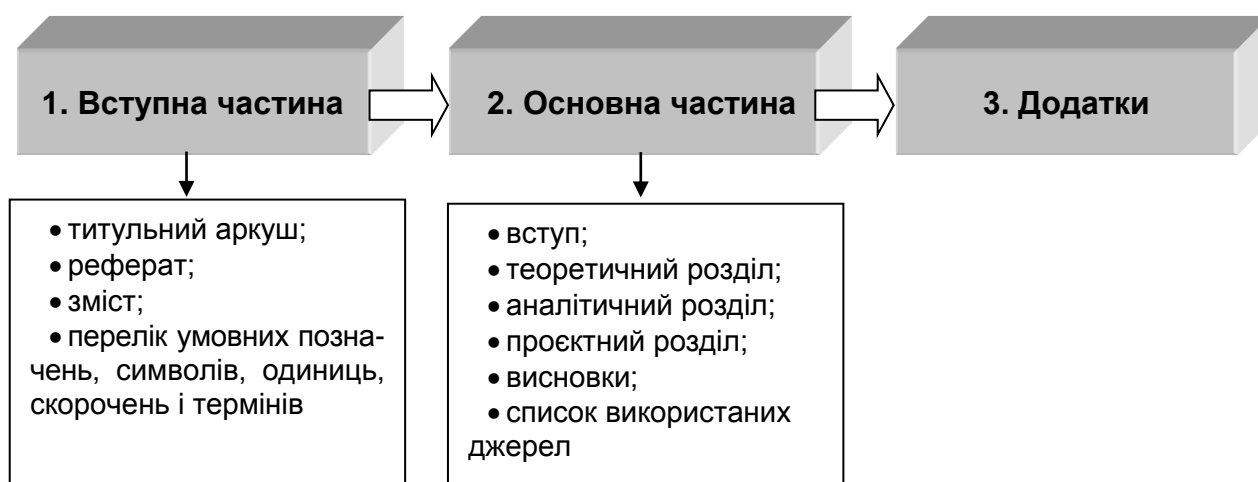 1. Вступна частина
2. Основна частина
3. Додатки
• титульний аркуш;
• реферат;
• зміст;
• перелік умовних позна-
чень, символів, одиниць,
скорочень і термінів
• вступ;
• теоретичний розділ;
• аналітичний розділ;
• проєктний розділ;
• висновки;
• список використаних
джерел